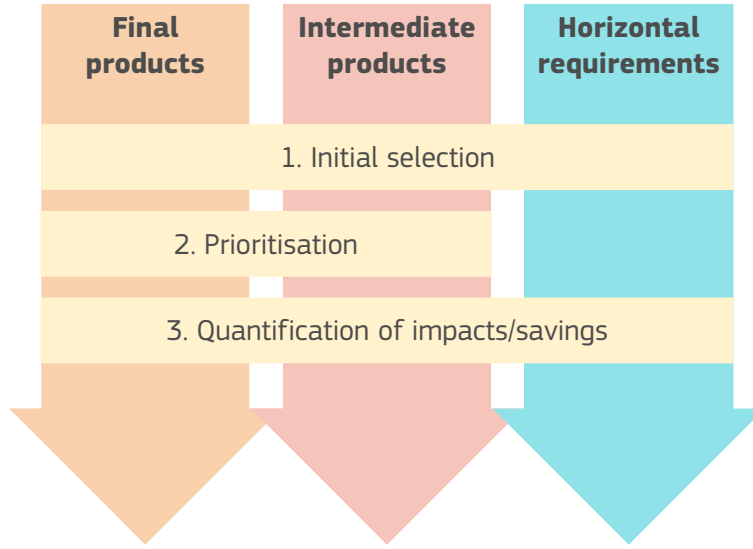 Final
products
Intermediate
products
Horizontal
requirements
1. Initial selection
2. Prioritisation
3. Quantification of impacts/savings